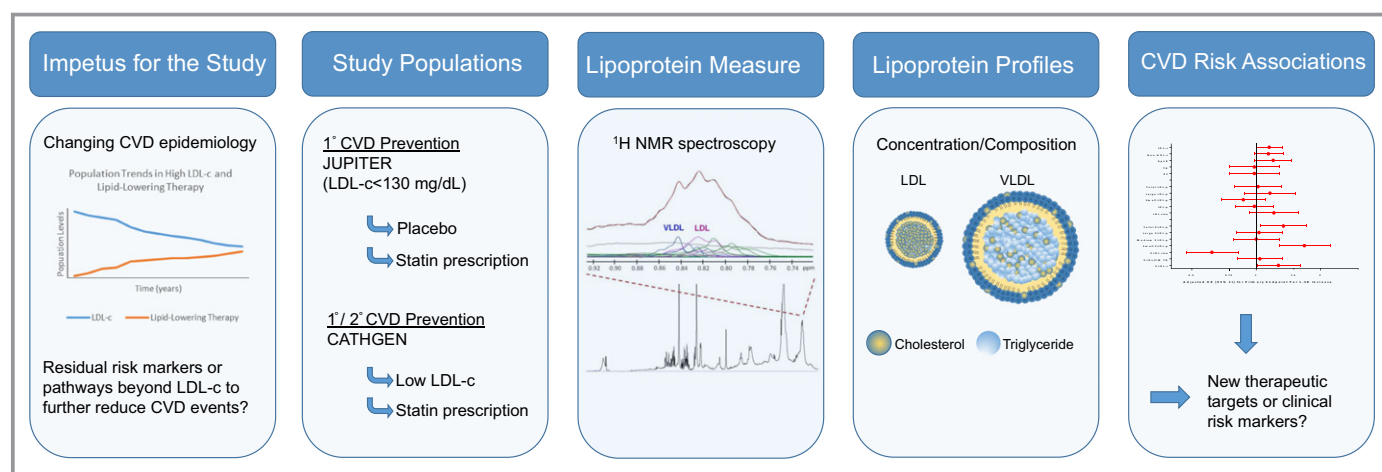 Impetus for the Study
Changing CVD epidemiology
Population Trends in High LDL-c and
Lipid-Lowering Therapy
Population Levels
Time (years)
LDL-c
Lipid-Lowering Therapy
Residual risk markers or
pathways beyond LDL-c to
further reduce CVD events?
Study Populations
1° CVD Prevention
JUPITER
(LDL-c<130 mg/dL)
Placebo
Statin prescription
1°/ 2° CVD Prevention
CATHGEN
Low LDL-c
Statin prescription
Lipoprotein Measure
¹H NMR spectroscopy
VLDL
LDL
0.92 0.90 0.88 0.86 0.84 0.82 0.80 0.78 0.76 0.74 ppm
Lipoprotein Profiles
Concentration/Composition
LDL
VLDL
Cholesterol
Triglyceride
CVD Risk Associations
New therapeutic
targets or clinical
risk markers?